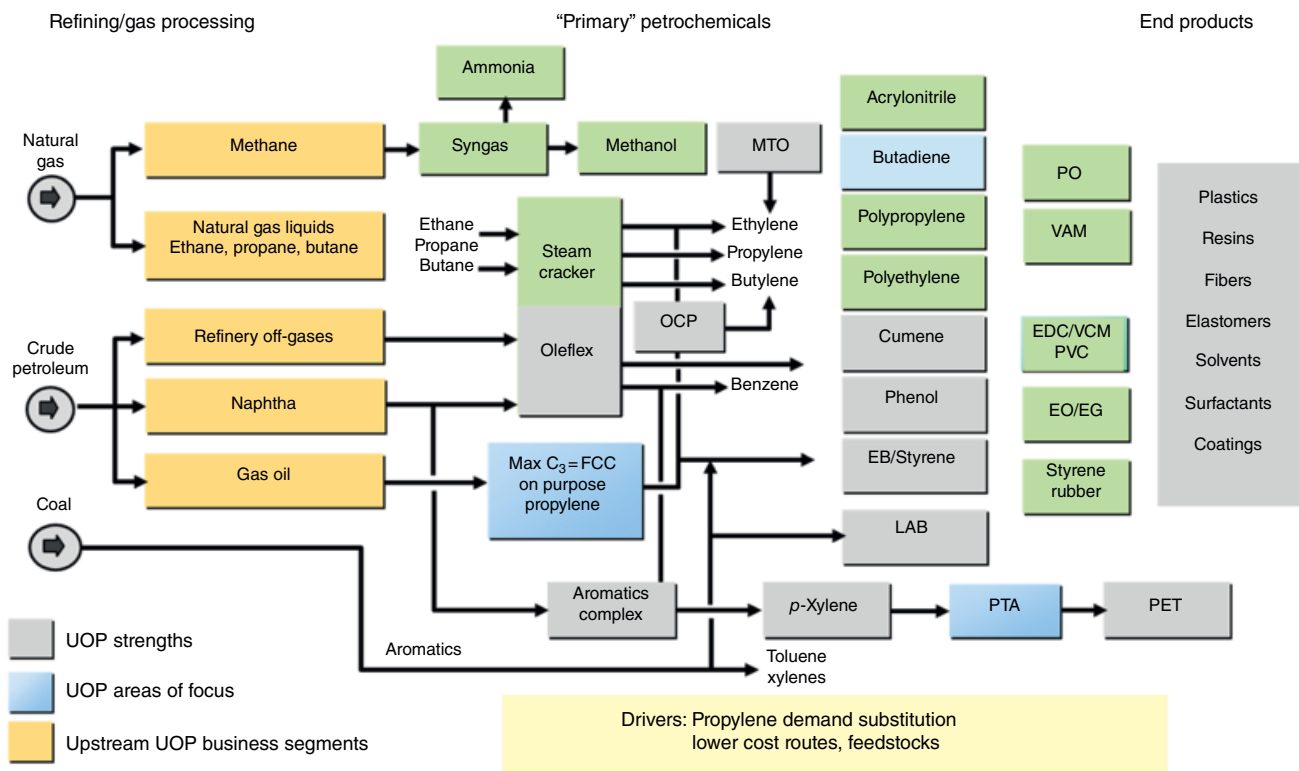 Refining/gas processing
“Primary” petrochemicals
End products
Natural
gas
Crude
petroleum
Coal
Methane
Natural gas liquids
Ethane, propane, butane
Refinery off-gases
Naphtha
Gas oil
Ammonia
Syngas
Methanol
MTO
Ethane
Propane
Butane
Steam
cracker
Oleflex
Ethylene
Propylene
Butylene
OCP
Benzene
Max C₃=FCC
on purpose
propylene
Aromatics
complex
p-Xylene
PTA
PET
Aromatics
Toluene
xylenes
Acrylonitrile
Butadiene
Polypropylene
Polyethylene
Cumene
Phenol
EB/Styrene
LAB
PO
VAM
EDC/VCM
PVC
EO/EG
Styrene
rubber
Plastics
Resins
Fibers
Elastomers
Solvents
Surfactants
Coatings
UOP strengths
UOP areas of focus
Upstream UOP business segments
Drivers: Propylene demand substitution
lower cost routes, feedstocks